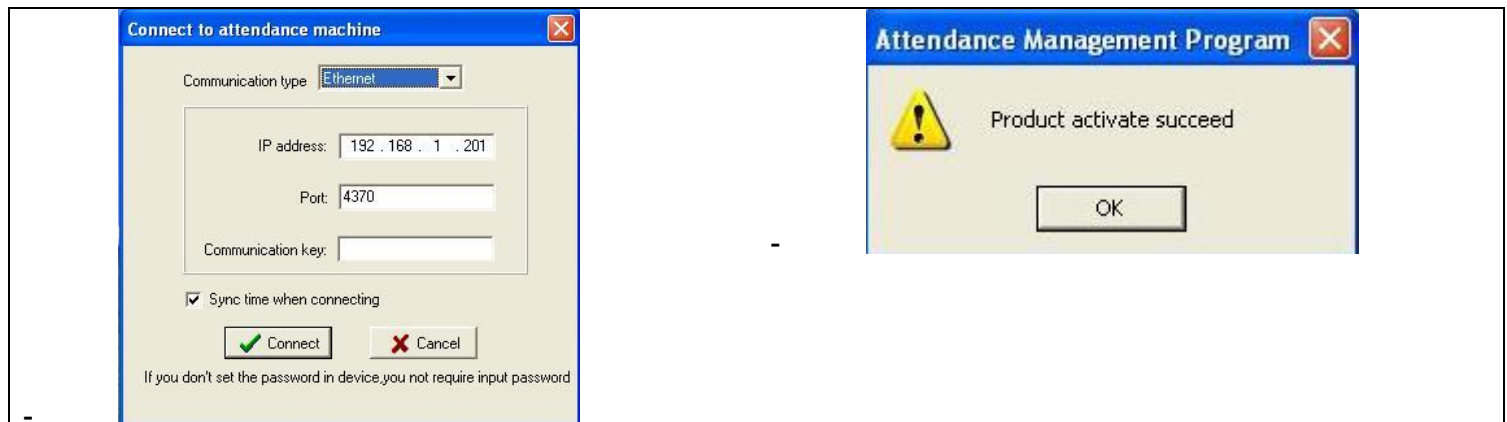 Connect to attendance machine
Communication type Ethernet
IP address: 192 . 168 . 1 . 201
Port: 4370
Communication key:
Sync time when connecting
Connect Cancel
If you don't set the password in device,you not require input password
-
-
Attendance Management Program
Product activate succeed
OK